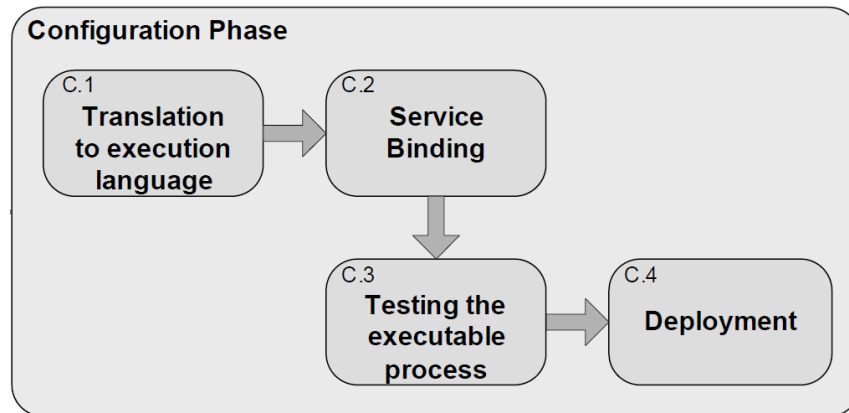 Configuration Phase
C.1
Translation
to execution
language
C.2
Service
Binding
C.3
Testing the
executable
process
C.4
Deployment